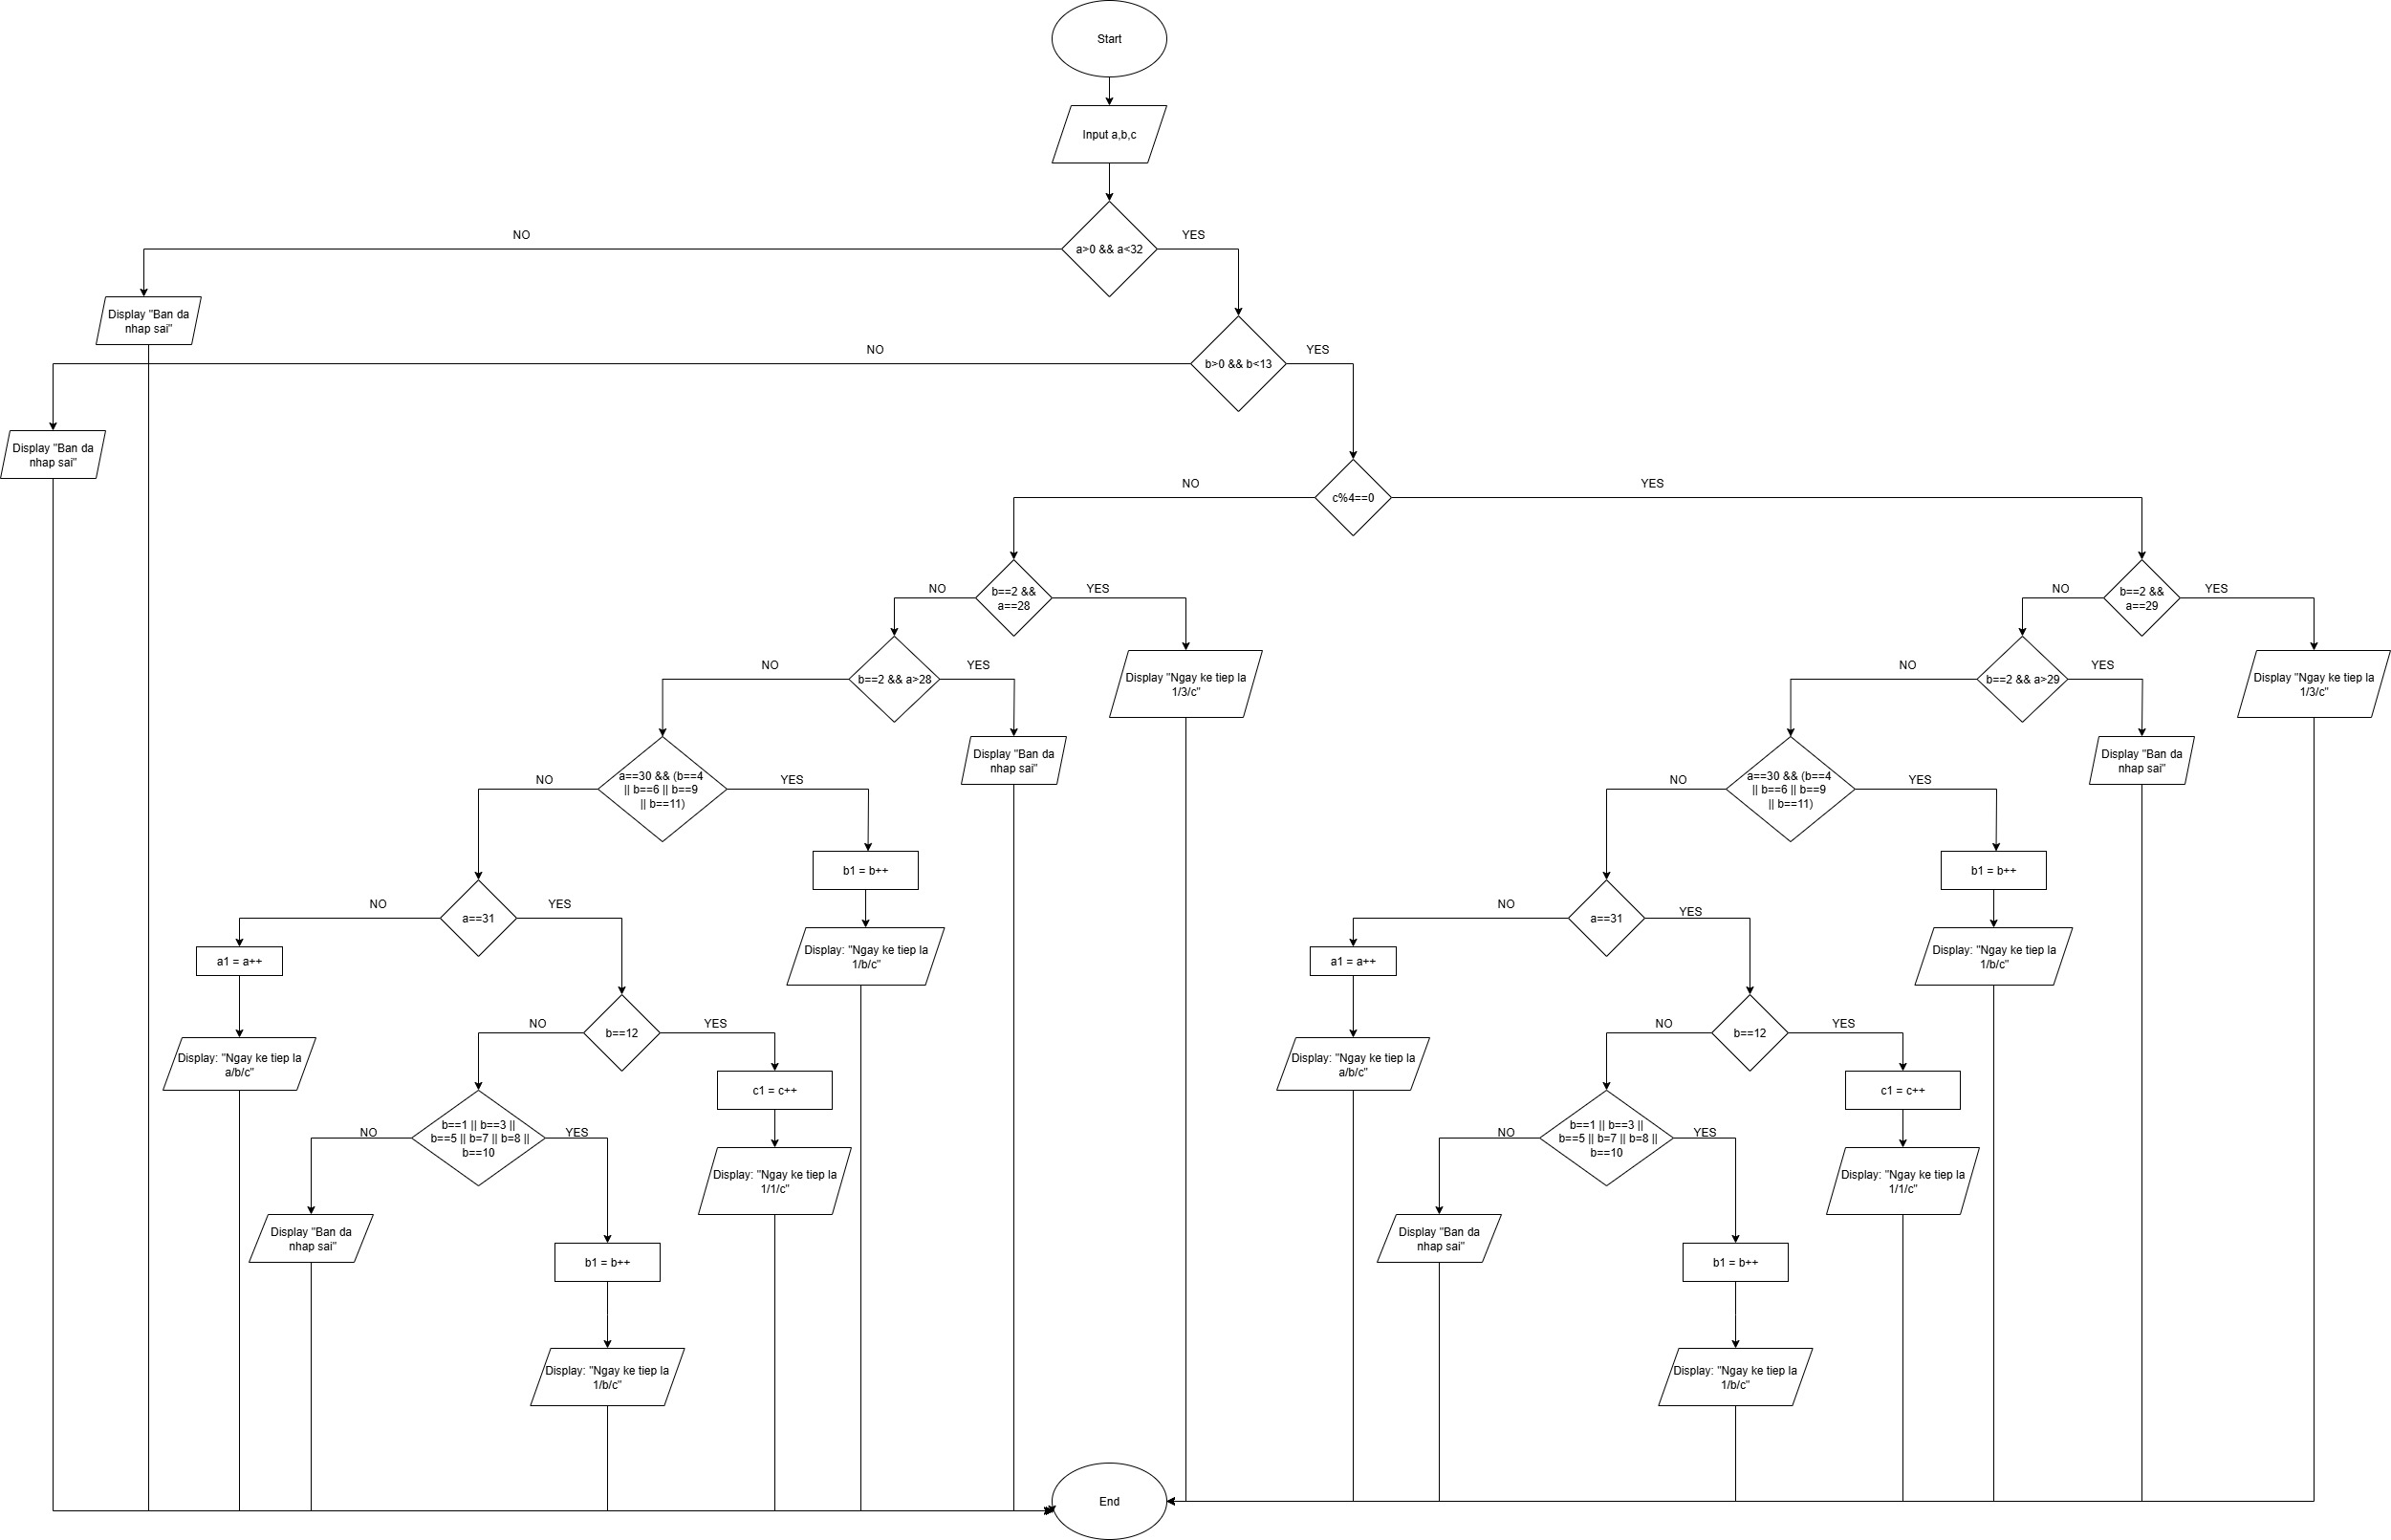 Start
Input a,b,c
NO
YES
a>0 && a<32
Display "Ban da
nhap sai"
NO
YES
b>0 && b<13
Display "Ban da
nhap sai"
NO
YES
c%4==0
NO
YES
b==2 &&
a==28
NO
YES
b==2 &&
a==29
NO
YES
b==2 && a>28
Display "Ngay ke tiep la
1/3/c"
NO
YES
b==2 && a>29
Display "Ngay ke tiep la
1/3/c"
Display "Ban da
nhap sai"
Display "Ban da
nhap sai"
NO
YES
a==30 && (b==4
|| b==6 || b==9
|| b==11)
NO
YES
a==30 && (b==4
|| b==6 || b==9
|| b==11)
b1 = b++
b1 = b++
NO
YES
a==31
NO
YES
a==31
Display: "Ngay ke tiep la
1/b/c"
Display: "Ngay ke tiep la
1/b/c"
a1 = a++
a1 = a++
NO
YES
b==12
NO
YES
b==12
Display: "Ngay ke tiep la
a/b/c"
Display: "Ngay ke tiep la
a/b/c"
c1 = c++
c1 = c++
NO
YES
b==1 || b==3 ||
b==5 || b=7 || b=8 ||
b==10
NO
YES
b==1 || b==3 ||
b==5 || b=7 || b=8 ||
b==10
Display: "Ngay ke tiep la
1/1/c"
Display: "Ngay ke tiep la
1/1/c"
Display "Ban da
nhap sai"
Display "Ban da
nhap sai"
b1 = b++
b1 = b++
Display: "Ngay ke tiep la
1/b/c"
Display: "Ngay ke tiep la
1/b/c"
End